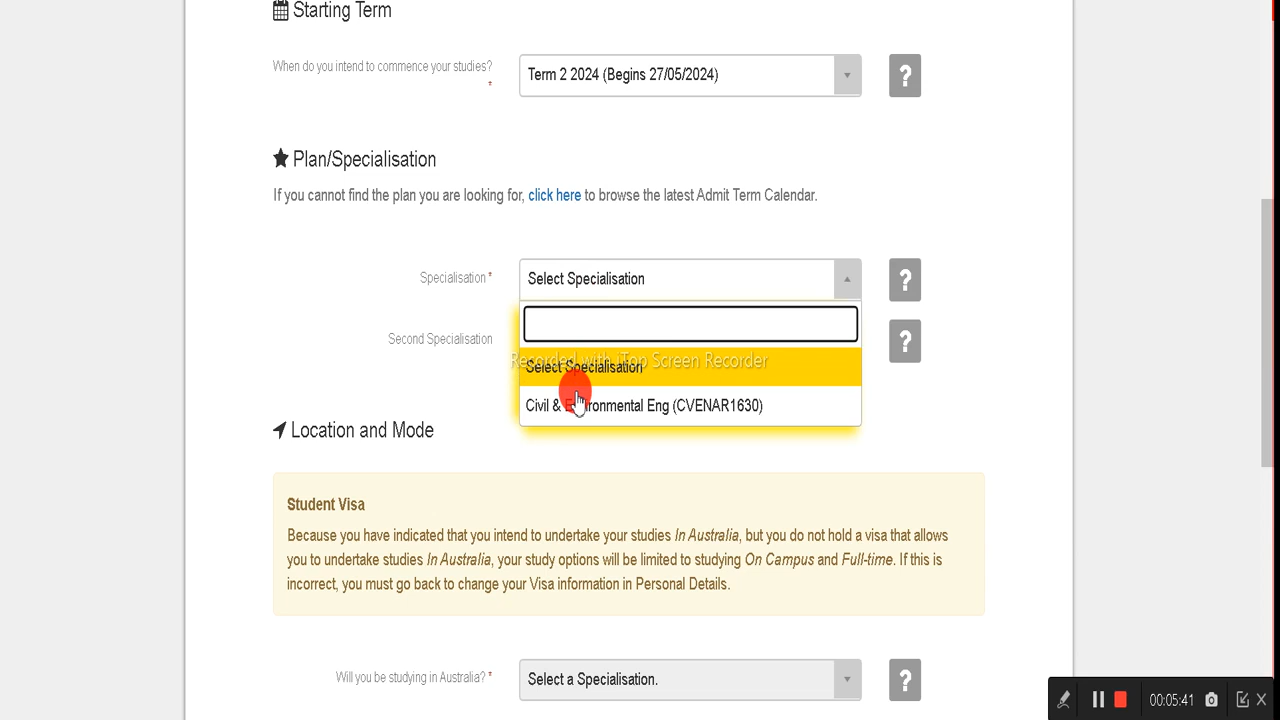 Starting Term
When do you intend to commence your studies?
*
Term 2 2024 (Begins 27/05/2024)
?
Plan/Specialisation
If you cannot find the plan you are looking for, click here to browse the latest Admit Term Calendar.
Specialisation *
Select Specialisation
?
Second Specialisation
?
Recorded with iTop Screen Recorder
Select Specialisation
Civil & Environmental Eng (CVENAR1630)
Location and Mode
Student Visa
Because you have indicated that you intend to undertake your studies In Australia, but you do not hold a visa that allows
you to undertake studies In Australia, your study options will be limited to studying On Campus and Full-time. If this is
incorrect, you must go back to change your Visa information in Personal Details.
Will you be studying in Australia? *
Select a Specialisation.
?
00:05:41